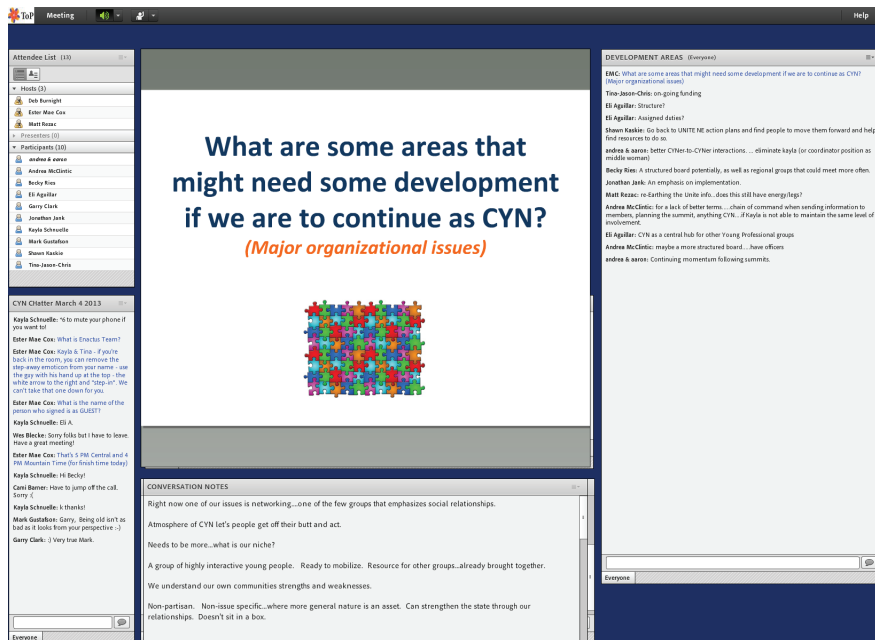 ToP Meeting Help
Attendee List (13)
Hosts (3)
Deb Burnight
Ester Mae Cox
Matt Rezac
Presenters (0)
Participants (10)
andrea & aaron
Andrea McClintic
Becky Ries
Eli Aguillar
Garry Clark
Jonathan Jank
Kayla Schnuelle
Mark Gustafson
Shawn Kaskie
Tina-Jason-Chris
CYN CHatter March 4 2013
Kayla Schnuelle: *6 to mute your phone if
you want to!
Ester Mae Cox: What is Enactus Team?
Ester Mae Cox: Kayla & Tina - if you're
back in the room, you can remove the
step-away emoticon from your name - use
the guy with his hand up at the top - the
white arrow to the right and "step-in". We
can't take that one down for you.
Ester Mae Cox: What is the name of the
person who signed is as GUEST?
Kayla Schnuelle: Eli A.
Wes Blecke: Sorry folks but I have to leave.
Have a great meeting!
Ester Mae Cox: That's 5 PM Central and 4
PM Mountain Time (for finish time today)
Kayla Schnuelle: Hi Becky!
Cami Bamer: Have to jump off the call.
Sorry :(
Kayla Schnuelle: k thanks!
Mark Gustafson: Garry, Being old isn't as
bad as it looks from your perspective :-)
Garry Clark: ;) Very true Mark.
Everyone
What are some areas that
might need some development
if we are to continue as CYN?
(Major organizational issues)
CONVERSATION NOTES
Right now one of our issues is networking....one of the few groups that emphasizes social relationships.
Atmosphere of CYN let's people get off their butt and act.
Needs to be more...what is our niche?
A group of highly interactive young people. Ready to mobilize. Resource for other groups...already brought together.
We understand our own communities strengths and weaknesses.
Non-partisan. Non-issue specific...where more general nature is an asset. Can strengthen the state through our
relationships. Doesn't sit in a box.
DEVELOPMENT AREAS (Everyone)
EMC: What are some areas that might need some development if we are to continue as CYN?
(Major organizational issues)
Tina-Jason-Chris: on-going funding
Eli Aguillar: Structure?
Eli Aguillar: Assigned duties?
Shawn Kaskie: Go back to UNITE NE action plans and find people to move them forward and help
find resources to do so.
andrea & aaron: better CYNer-to-CYNer interactions. ... eliminate kayla (or coordinator position as
middle woman)
Becky Ries: A structured board potentially, as well as regional groups that could meet more often.
Jonathan Jank: An emphasis on implementation.
Matt Rezac: re-Earthing the Unite info...does this still have energy/legs?
Andrea McClintic: for a lack of better terms.....chain of command when sending information to
members, planning the summit, anything CYN....if Kayla is not able to maintain the same level of
involvement.
Eli Aguillar: CYN as a central hub for other Young Professional groups
Andrea McClintic: maybe a more structured board.....have officers
andrea & aaron: Continuing momentum following summits.
Everyone